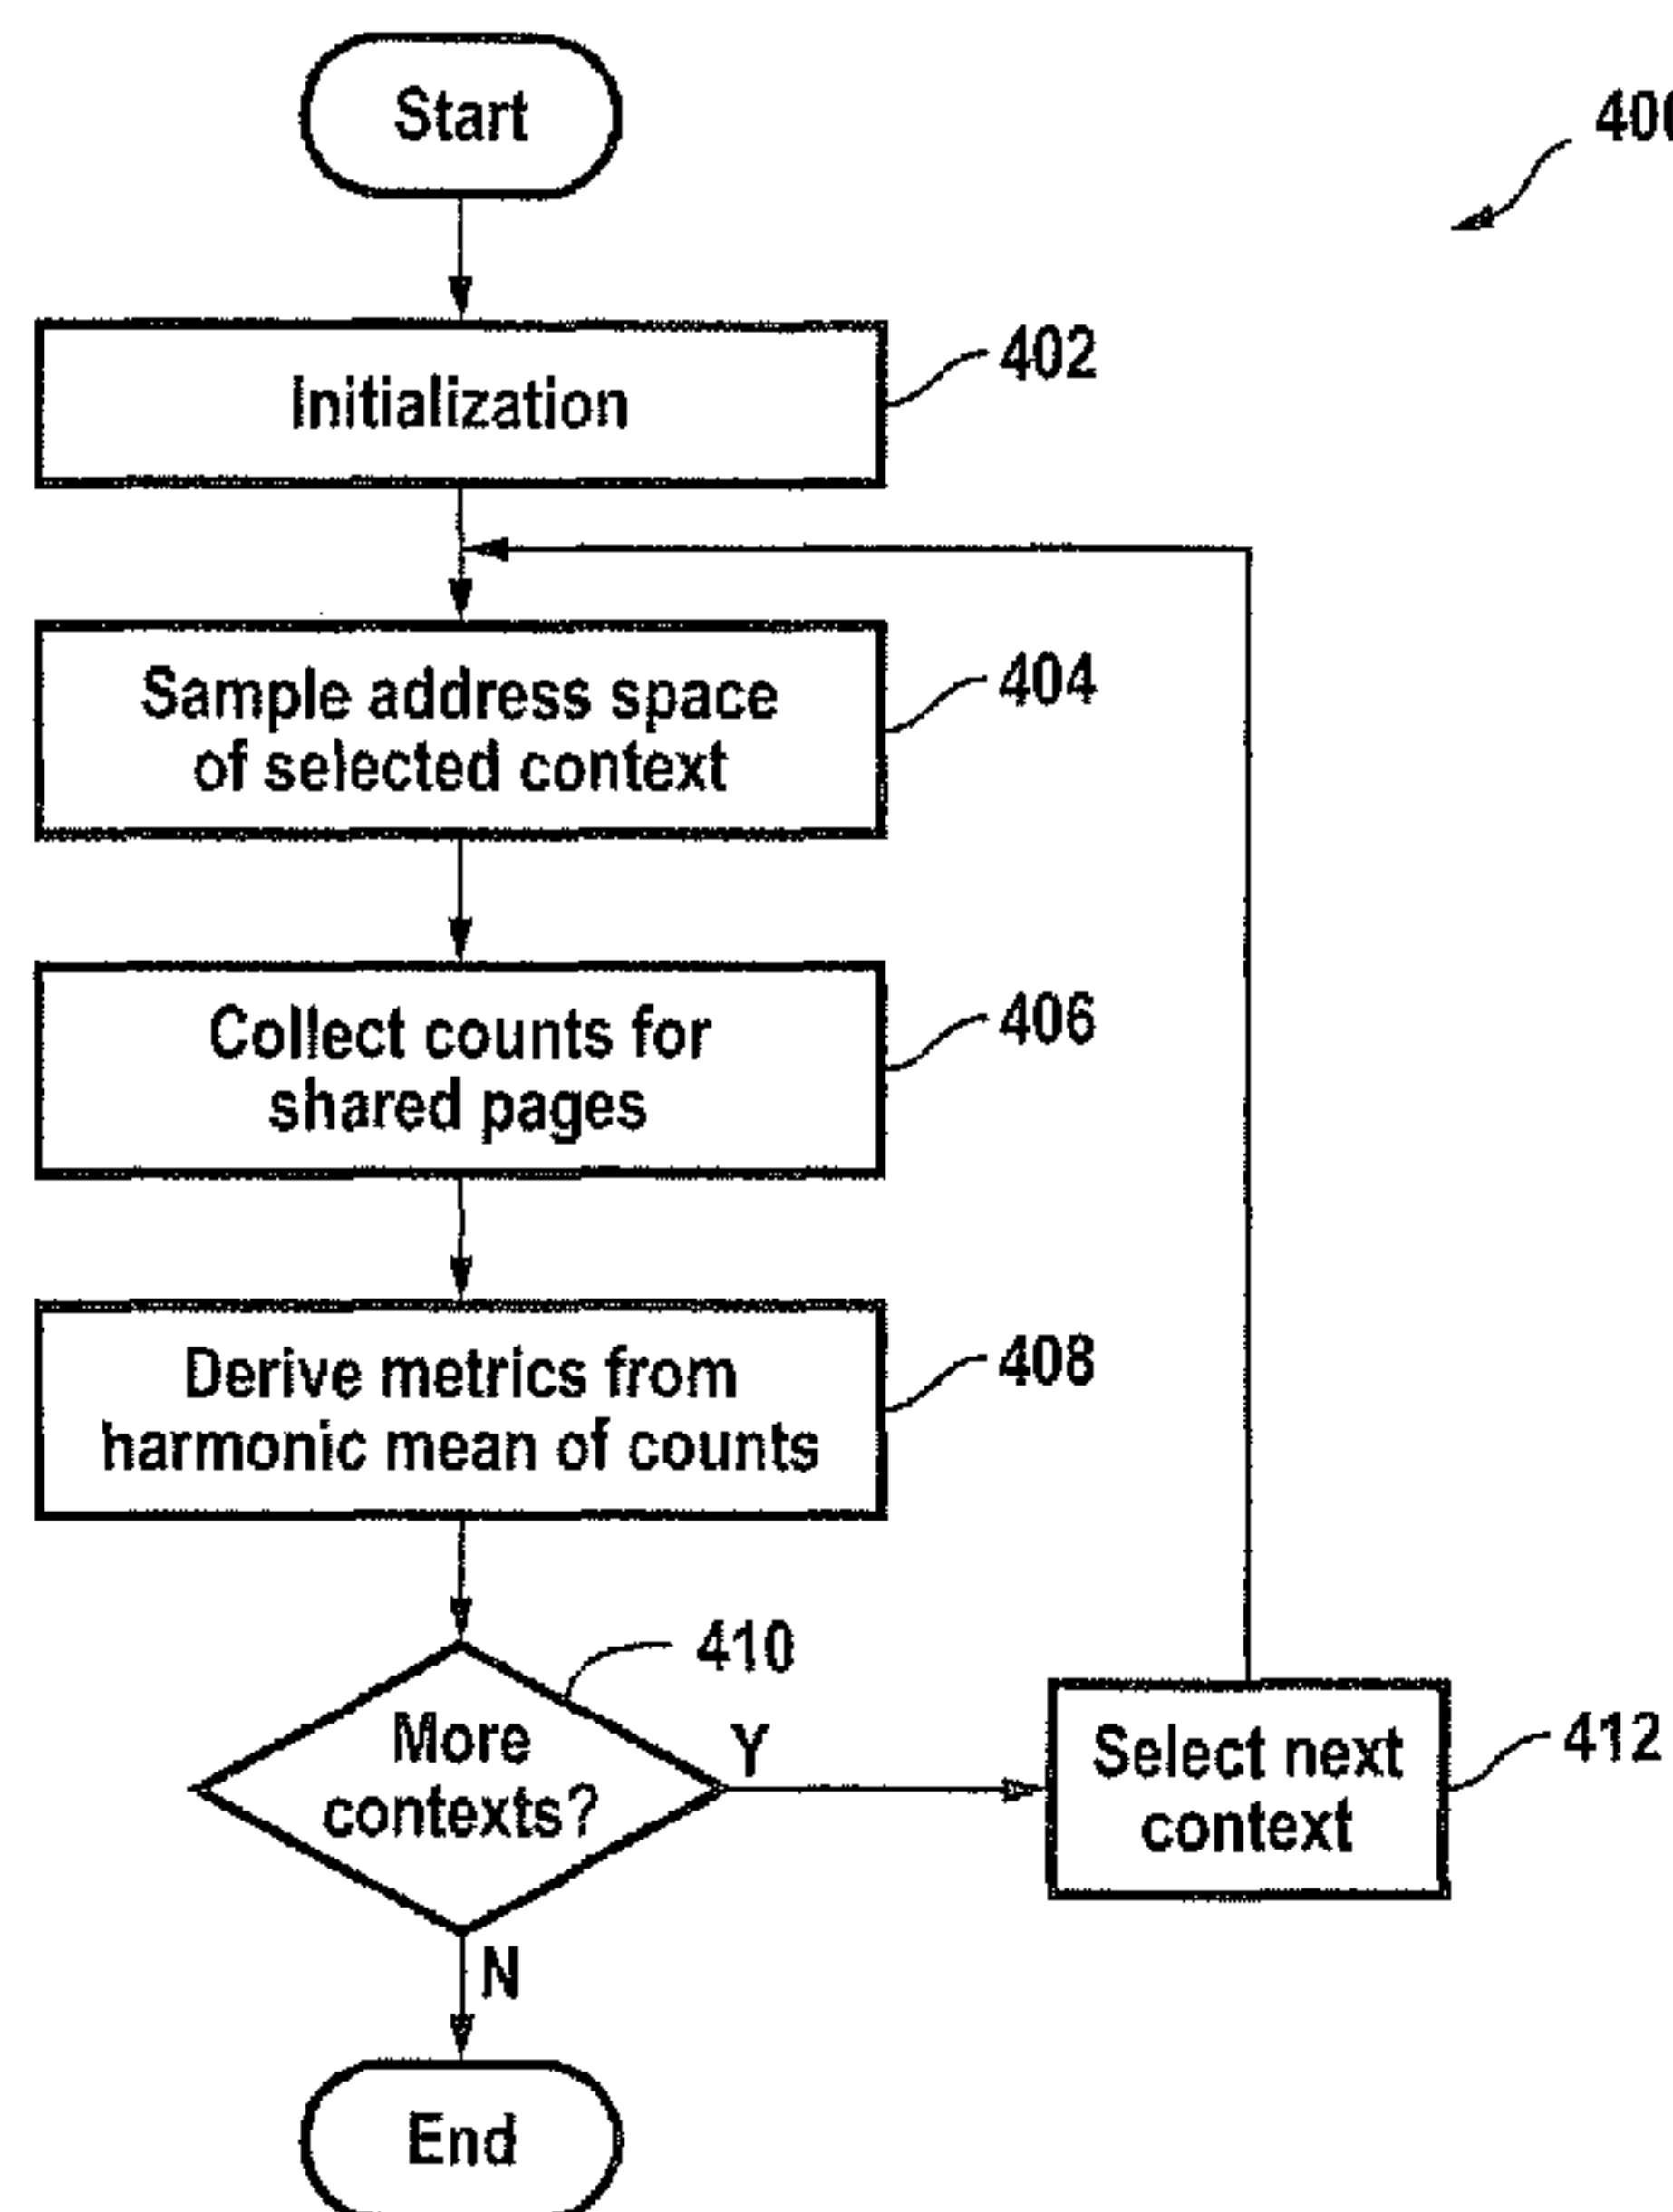 Start
400
Initialization
402
Sample address space
of selected context
404
Collect counts for
shared pages
406
Derive metrics from
harmonic mean of counts
408
More
contexts?
410
Y
Select next
context
412
N
End